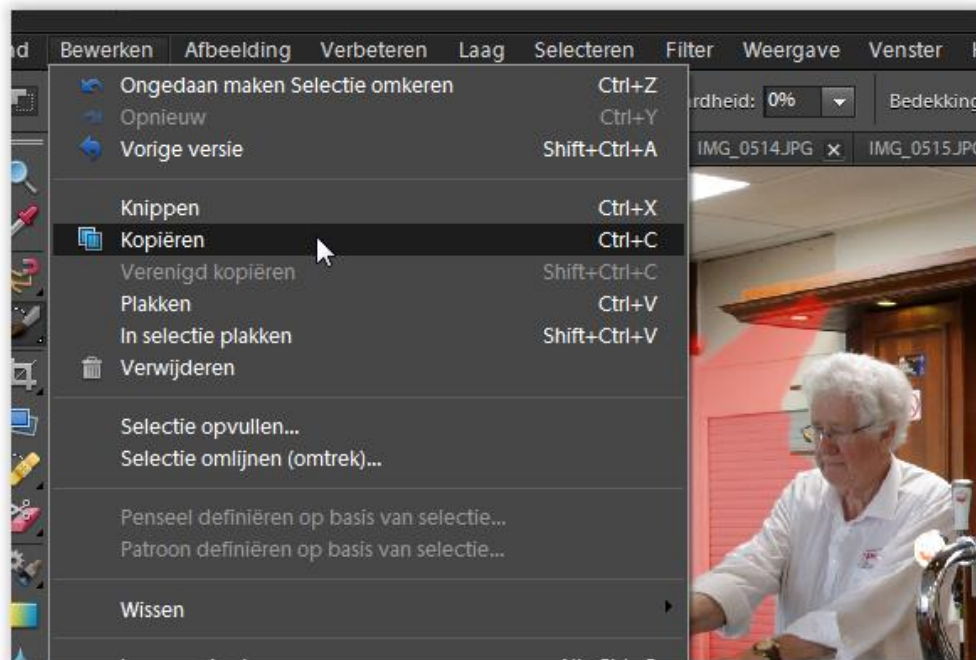 Bewerken Afbeelding Verbeteren Laag Selecteren Filter Weergave Venster
Ongedaan maken Selectie omkeren Ctrl+Z
Opnieuw Ctrl+Y
Vorige versie Shift+Ctrl+A
Knippen Ctrl+X
Kopiëren Ctrl+C
Verenigd kopiëren Shift+Ctrl+C
Plakken Ctrl+V
In selectie plakken Shift+Ctrl+V
Verwijderen
Selectie opvullen...
Selectie omlijnen (omtrek)...
Penseel definiëren op basis van selectie...
Patroon definiëren op basis van selectie...
Wissen
rdheid: 0% Bedekking
IMG_0514.JPG x IMG_0515.JPG